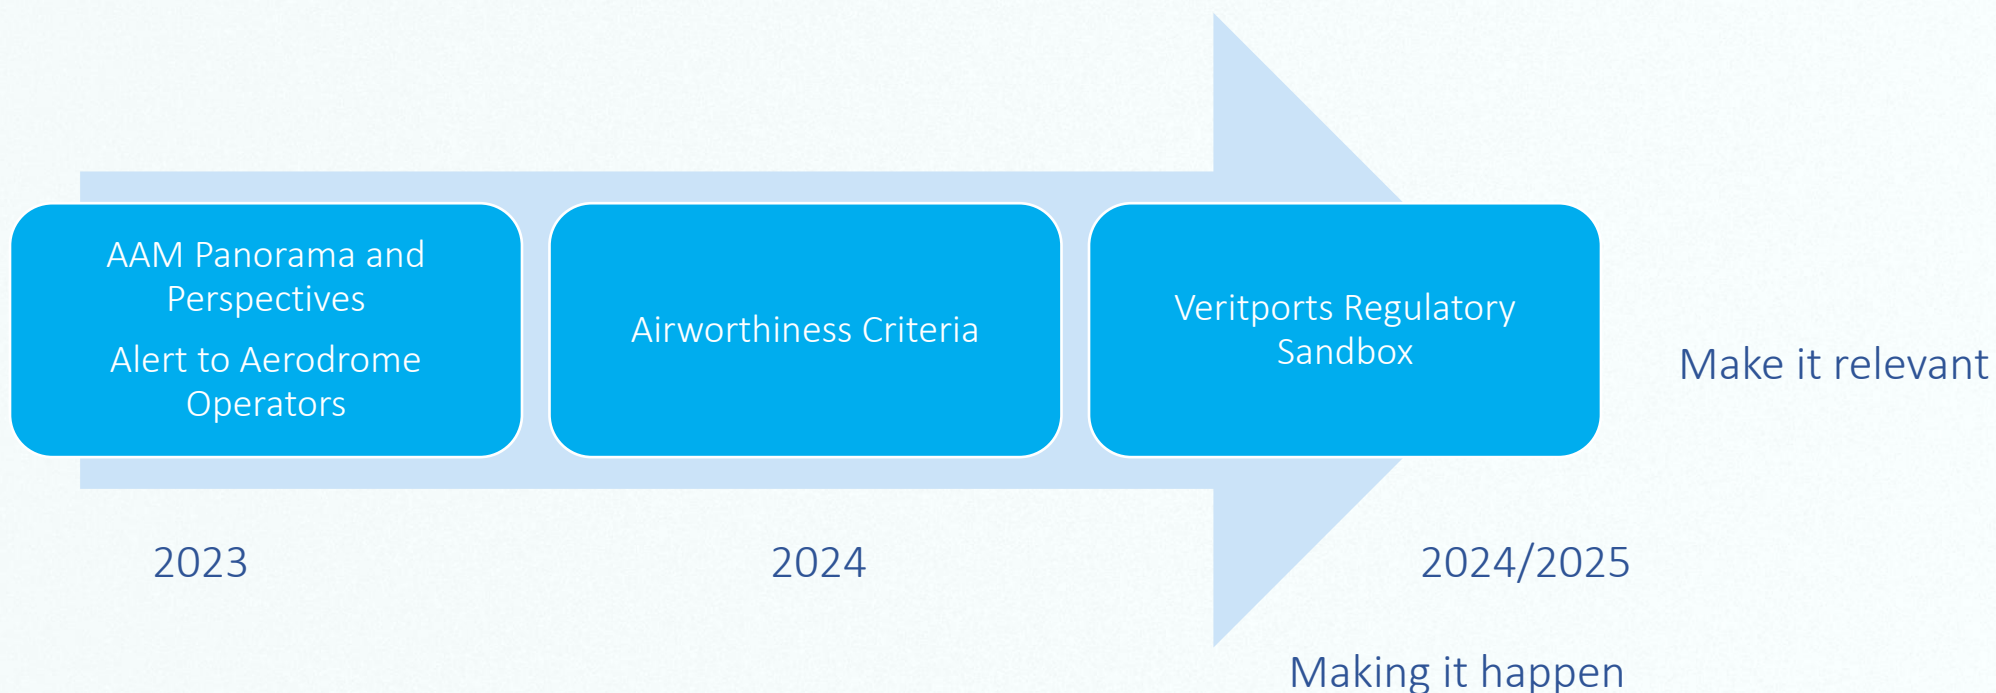 AAM Panorama and
Perspectives
Alert to Aerodrome
Operators
Airworthiness Criteria
Veritports Regulatory
Sandbox
Make it relevant
2023
2024
2024/2025
Making it happen